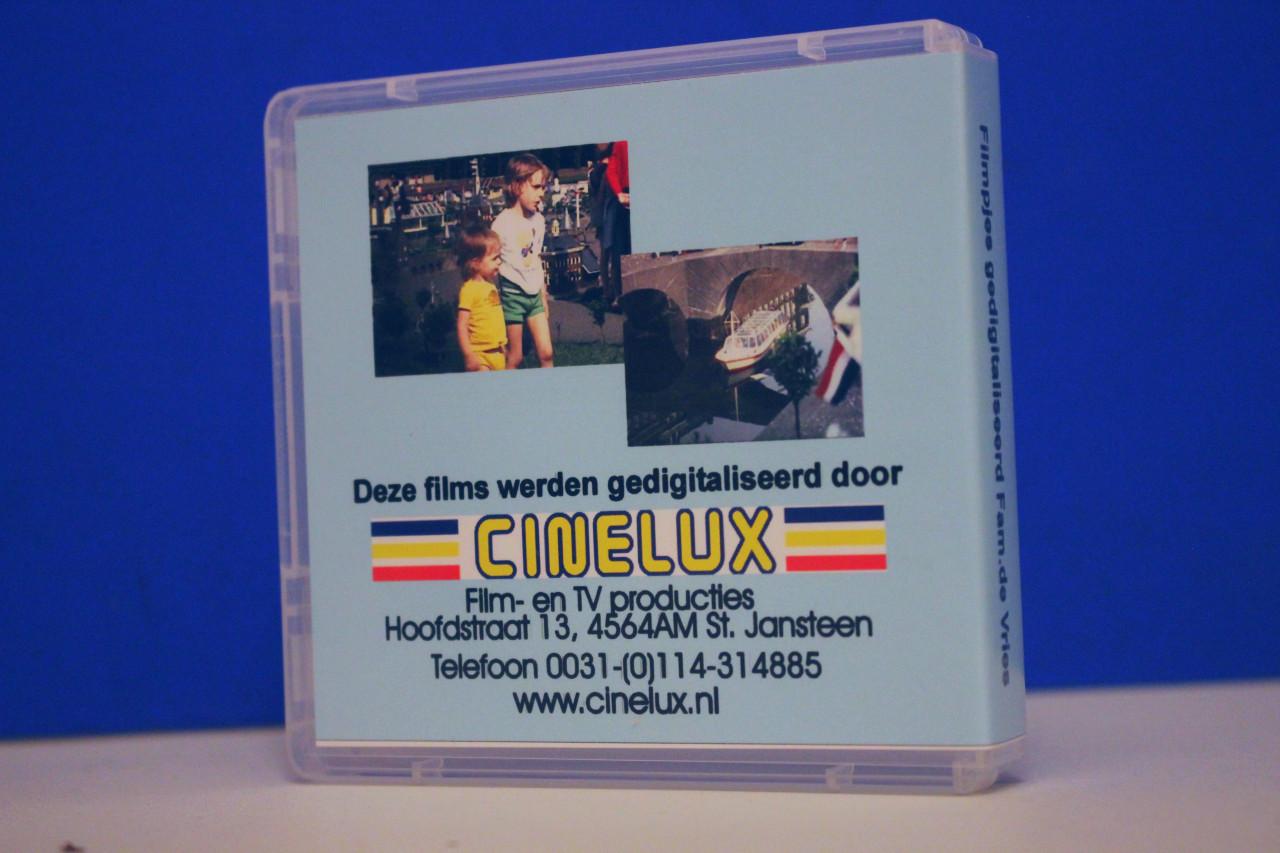 Deze films werden gedigitaliseerd door
CINELUX
Film- en TV producties
Hoofdstraat 13, 4564AM St. Jansteen
Telefoon 0031-(0)114-314885
www.cinelux.nl
Filmpjes gedigitaliseerd Fam.de Vries